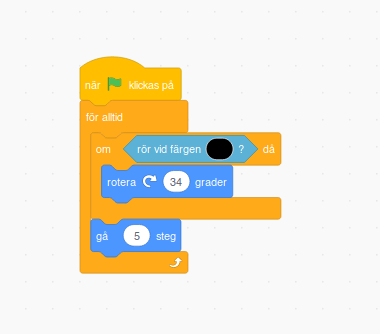 när klickas på
för alltid
om rör vid färgen ? då
rotera 34 grader
gå 5 steg